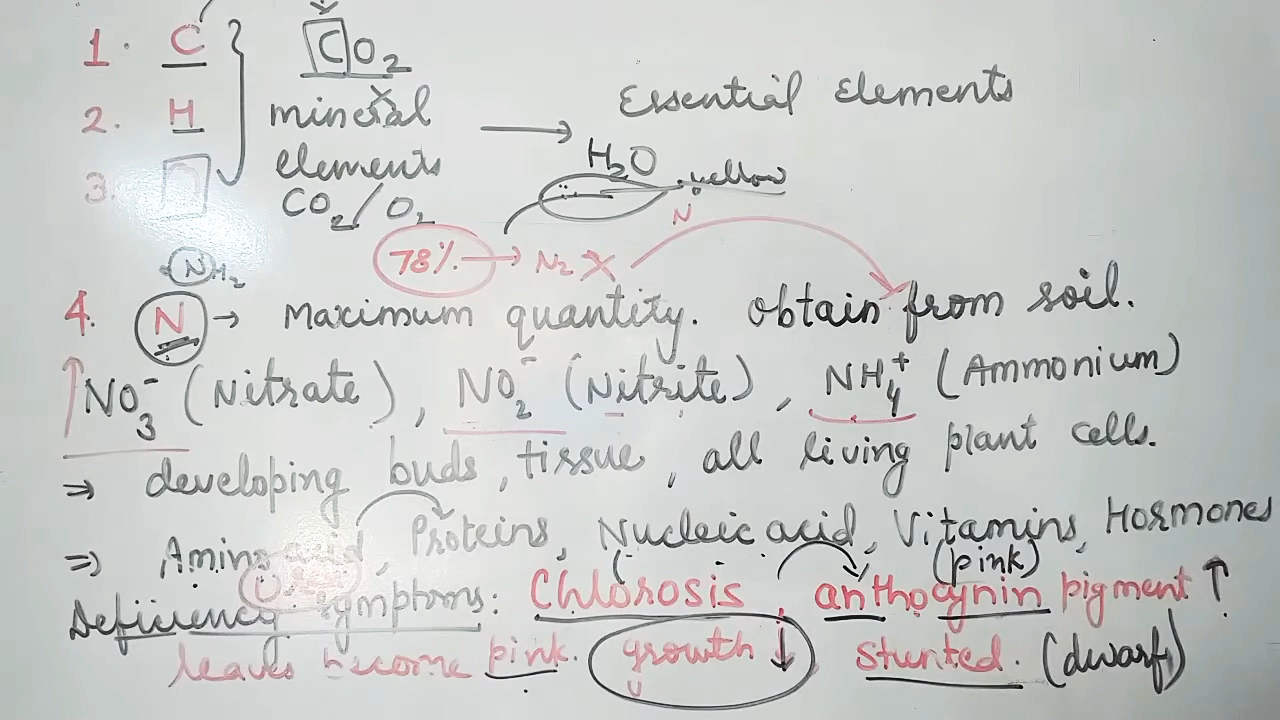 1. C CO2
2. H mineral → Essential Elements
3. elements H2O
CO2/O2 yellow
N
78% → N2 X
NH2
4. N → Maximum quantity. Obtain from soil.
↑NO3- (Nitrate), NO2- (Nitrite), NH4+ (Ammonium)
⇒ developing buds, tissue, all living plant cells.
⇒ Amino acid, Proteins, Nucleic acid, Vitamins, Hormones
(pink)
Deficiency symptoms: Chlorosis, anthocynin pigment ↑
leaves become pink. growth ↓ stunted. (dwarf)